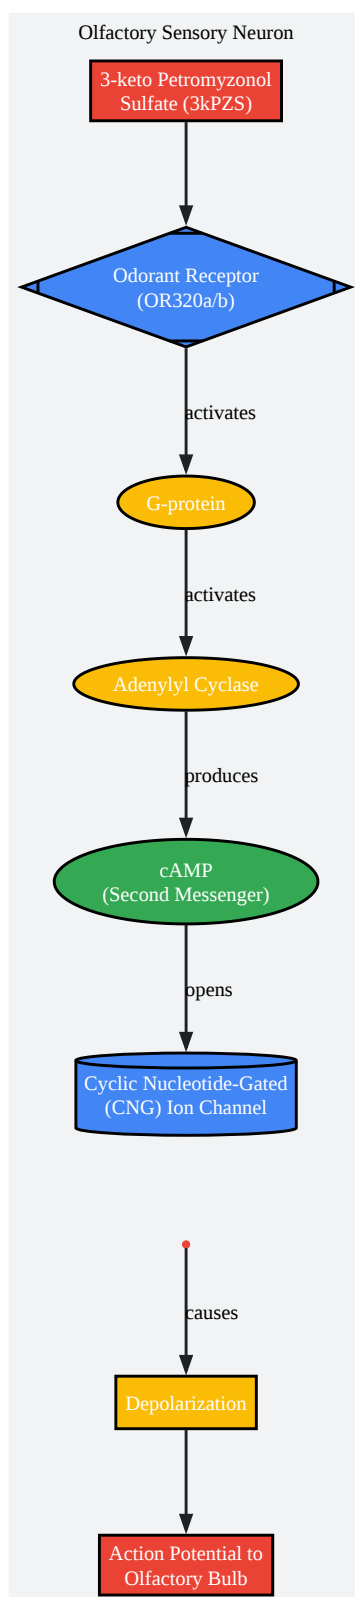 Olfactory Sensory Neuron
3-keto Petromyzonol
Sulfate (3kPZS)
Odorant Receptor
(OR320a/b)
activates
G-protein
activates
Adenylyl Cyclase
produces
cAMP
(Second Messenger)
opens
Cyclic Nucleotide-Gated
(CNG) Ion Channel
causes
Depolarization
Action Potential to
Olfactory Bulb